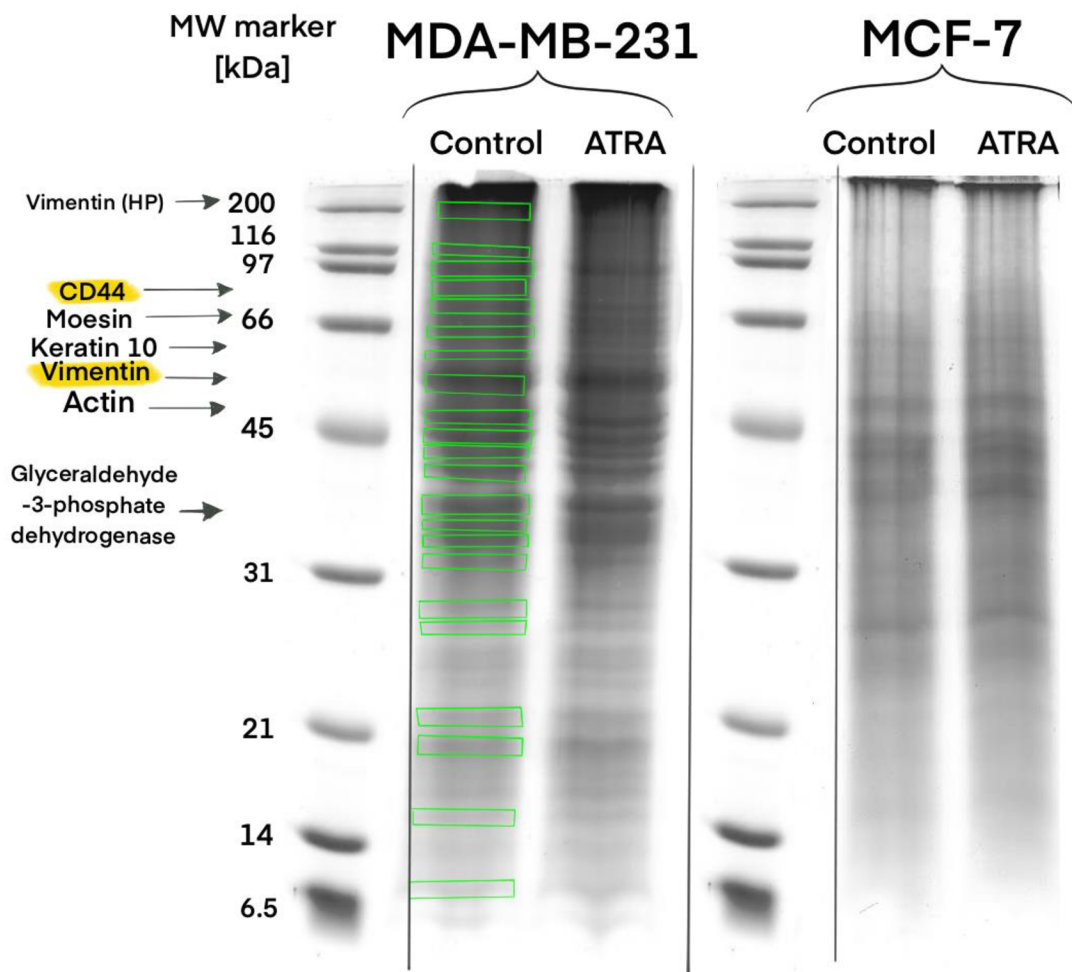 MW marker
[kDa]
MDA-MB-231
MCF-7
Control
ATRA
Control
ATRA
Vimentin (HP)
200
116
97
CD44
Moesin
66
Keratin 10
Vimentin
Actin
45
Glyceraldehyde
-3-phosphate
dehydrogenase
31
21
14
6.5